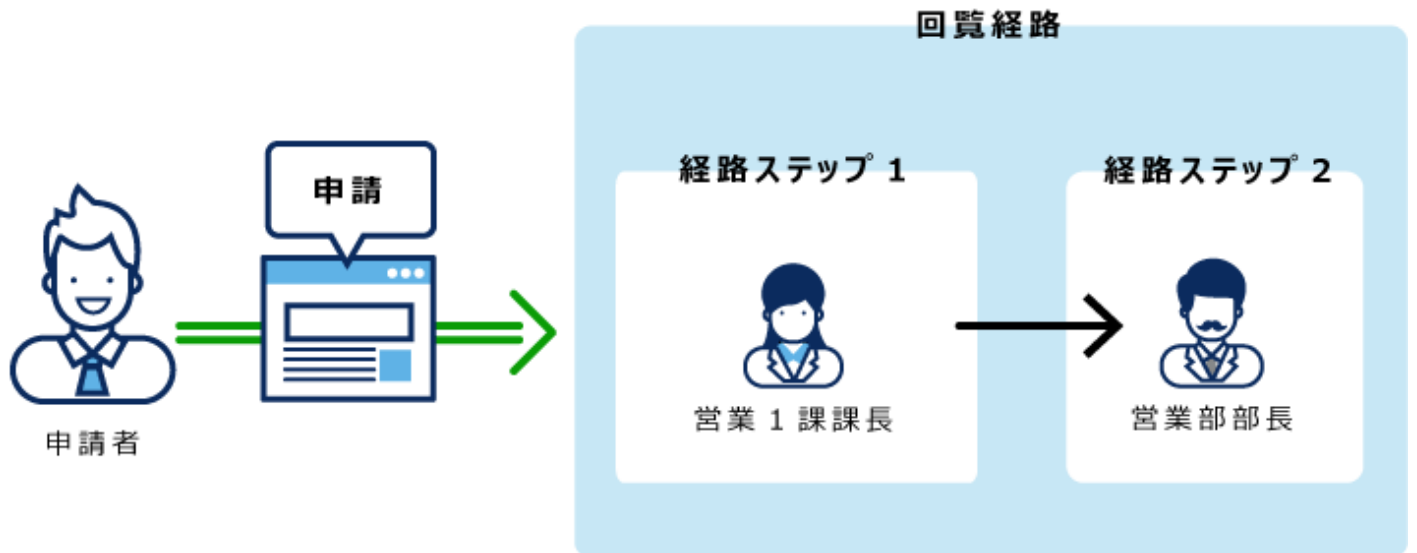 回覧経路
経路ステップ 1
経路ステップ 2
申請
申請者
営業 1 課課長
営業部部長